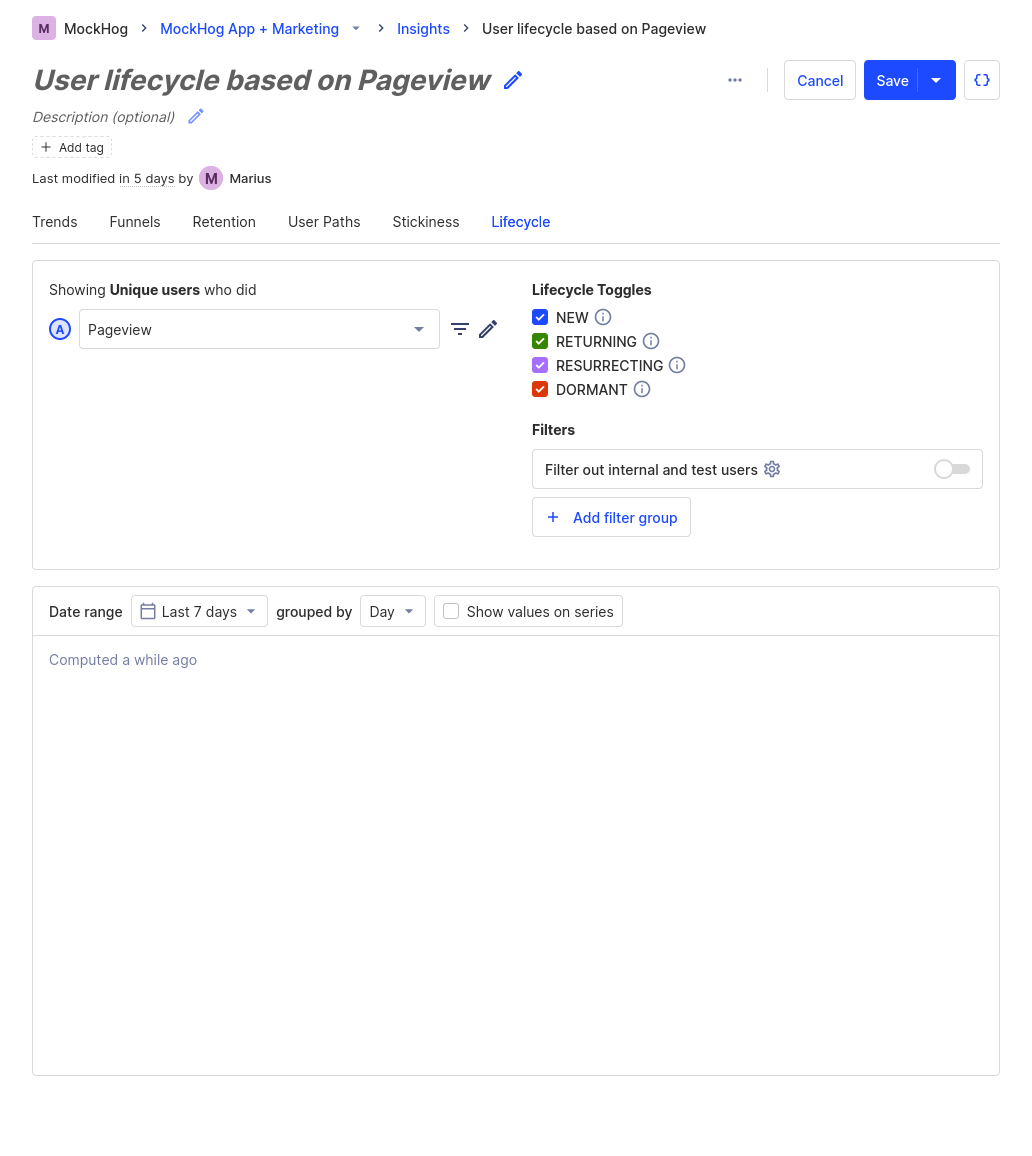 M MockHog MockHog App + Marketing Insights User lifecycle based on Pageview
User lifecycle based on Pageview
Cancel Save {}
Description (optional)
+ Add tag
Last modified in 5 days by M Marius
Trends Funnels Retention User Paths Stickiness Lifecycle
Showing Unique users who did
A Pageview
Lifecycle Toggles
NEW
RETURNING
RESURRECTING
DORMANT
Filters
Filter out internal and test users
+ Add filter group
Date range Last 7 days grouped by Day Show values on series
Computed a while ago